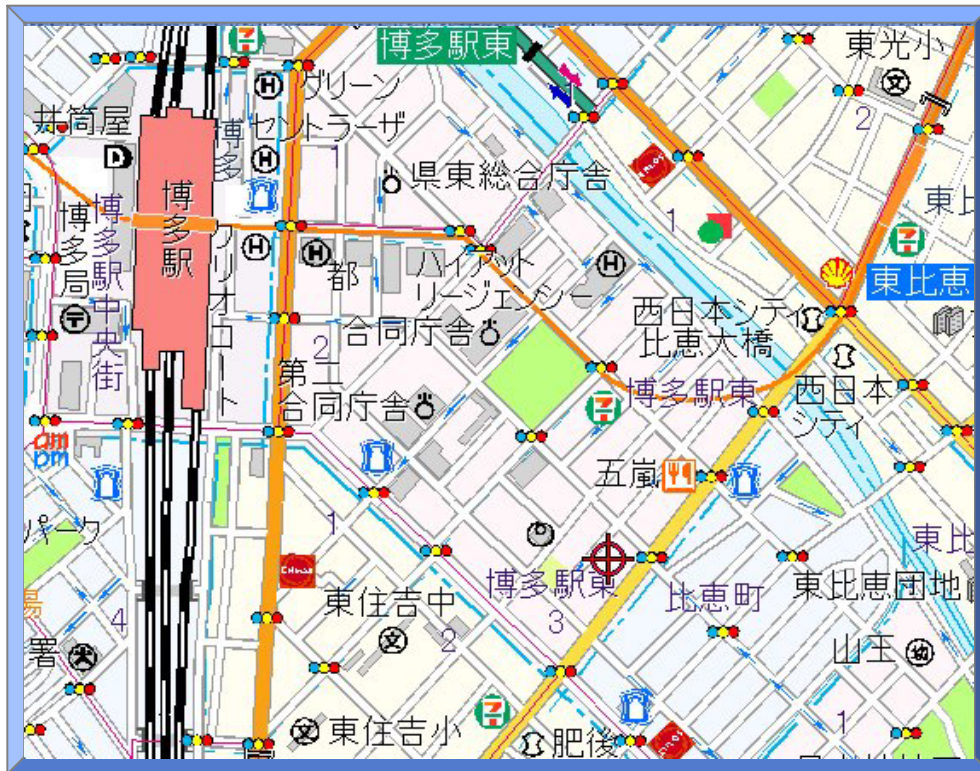 博多駅東
東光小
グリーン
井筒屋
博多
セントラーザ
1
2
県東総合庁舎
博多駅
1
東比
博多局
博多駅中央街
都
ハイアット
リージェンシー
東比恵
西日本シティ
比恵大橋
合同庁舎
2
第二
合同庁舎
博多駅東
西日本
シティ
am
pm
五嵐
パーク
1
東比
博多駅東
3
比恵町
東比恵団地
東住吉中
2
4
署
山王
1
東住吉小
肥後